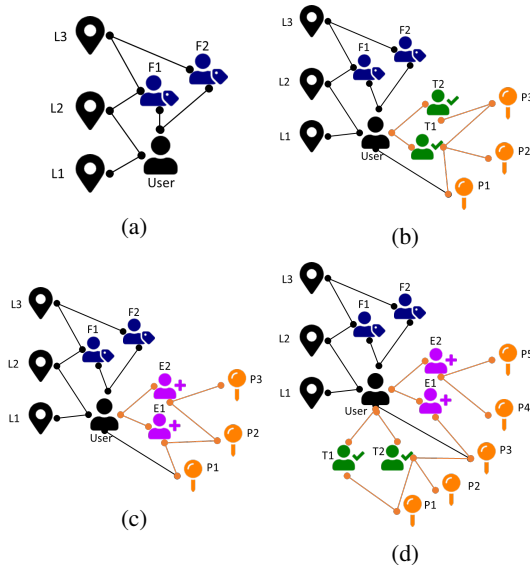 L3
F2
F1
L2
L1
User
(a)
L3
F2
F1
L2
T2
P3
T1
L1
User
P2
P1
(b)
L3
F2
F1
L2
E2
P3
E1
L1
User
P2
P1
(c)
L3
F2
F1
L2
E2
P5
E1
L1
User
P4
T1
T2
P3
P2
P1
(d)